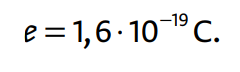 e = 1,6 · 10⁻¹⁹ C.